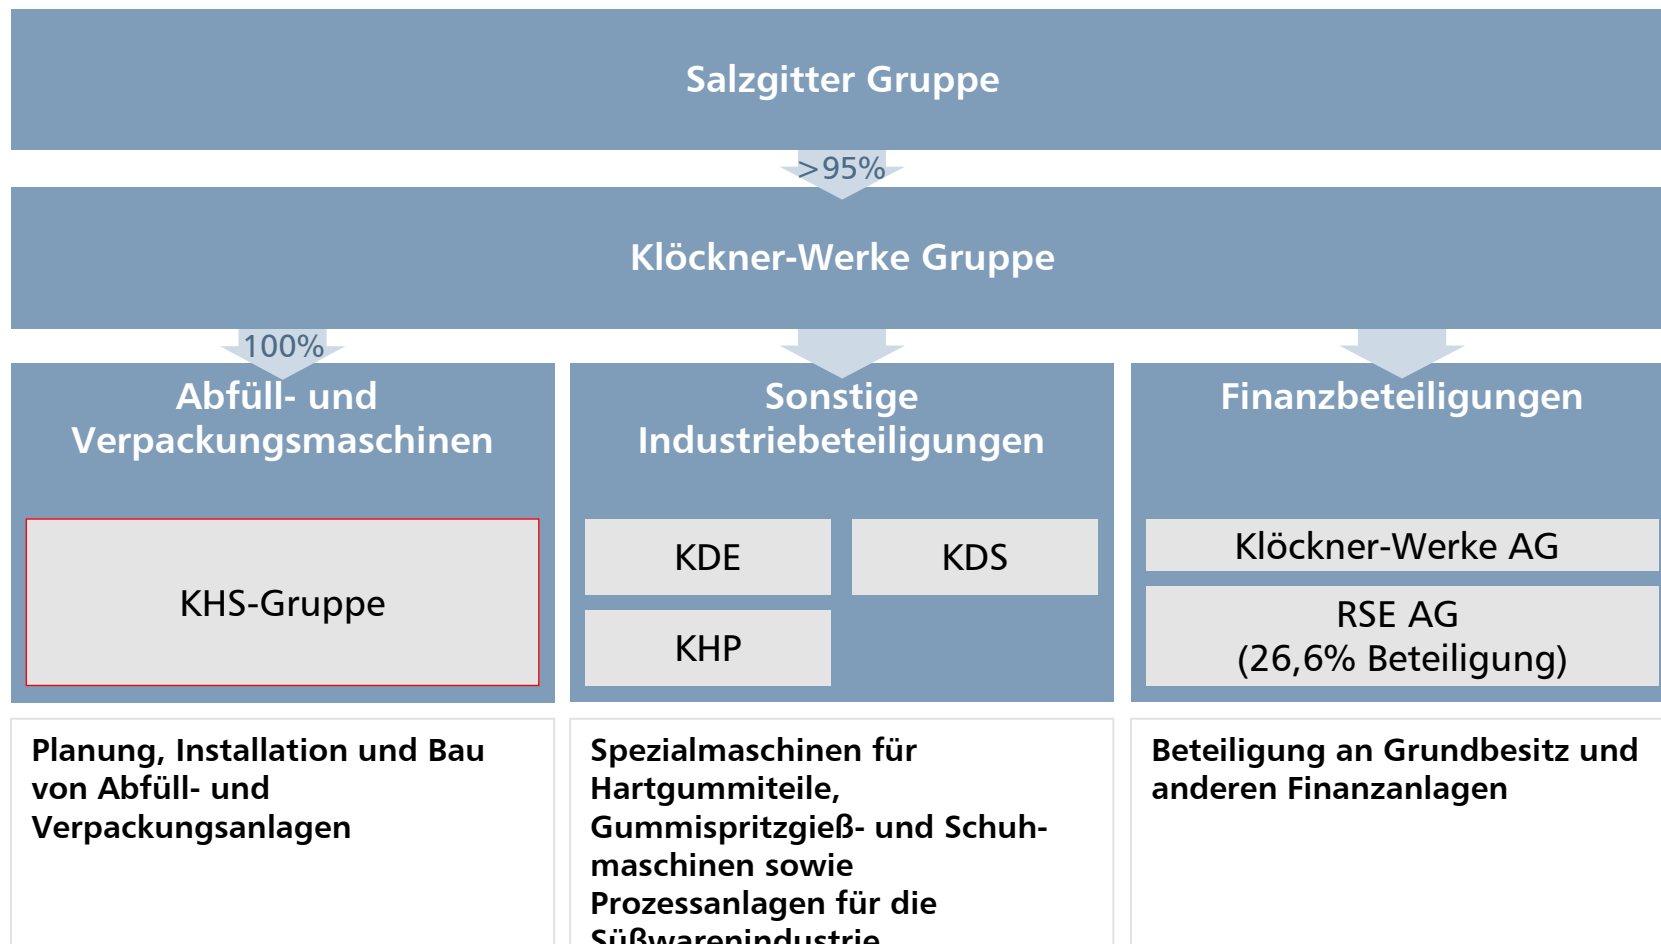 Salzgitter Gruppe
>95%
Klöckner-Werke Gruppe
100%
Abfüll- und
Verpackungsmaschinen
KHS-Gruppe
Sonstige
Industriebeteiligungen
KDE
KDS
KHP
Finanzbeteiligungen
Klöckner-Werke AG
RSE AG
(26,6% Beteiligung)
Planung, Installation und Bau
von Abfüll- und
Verpackungsanlagen
Spezialmaschinen für
Hartgummiteile,
Gummispritzgieß- und Schuh-
maschinen sowie
Prozessanlagen für die
Süßwarenindustrie
Beteiligung an Grundbesitz und
anderen Finanzanlagen